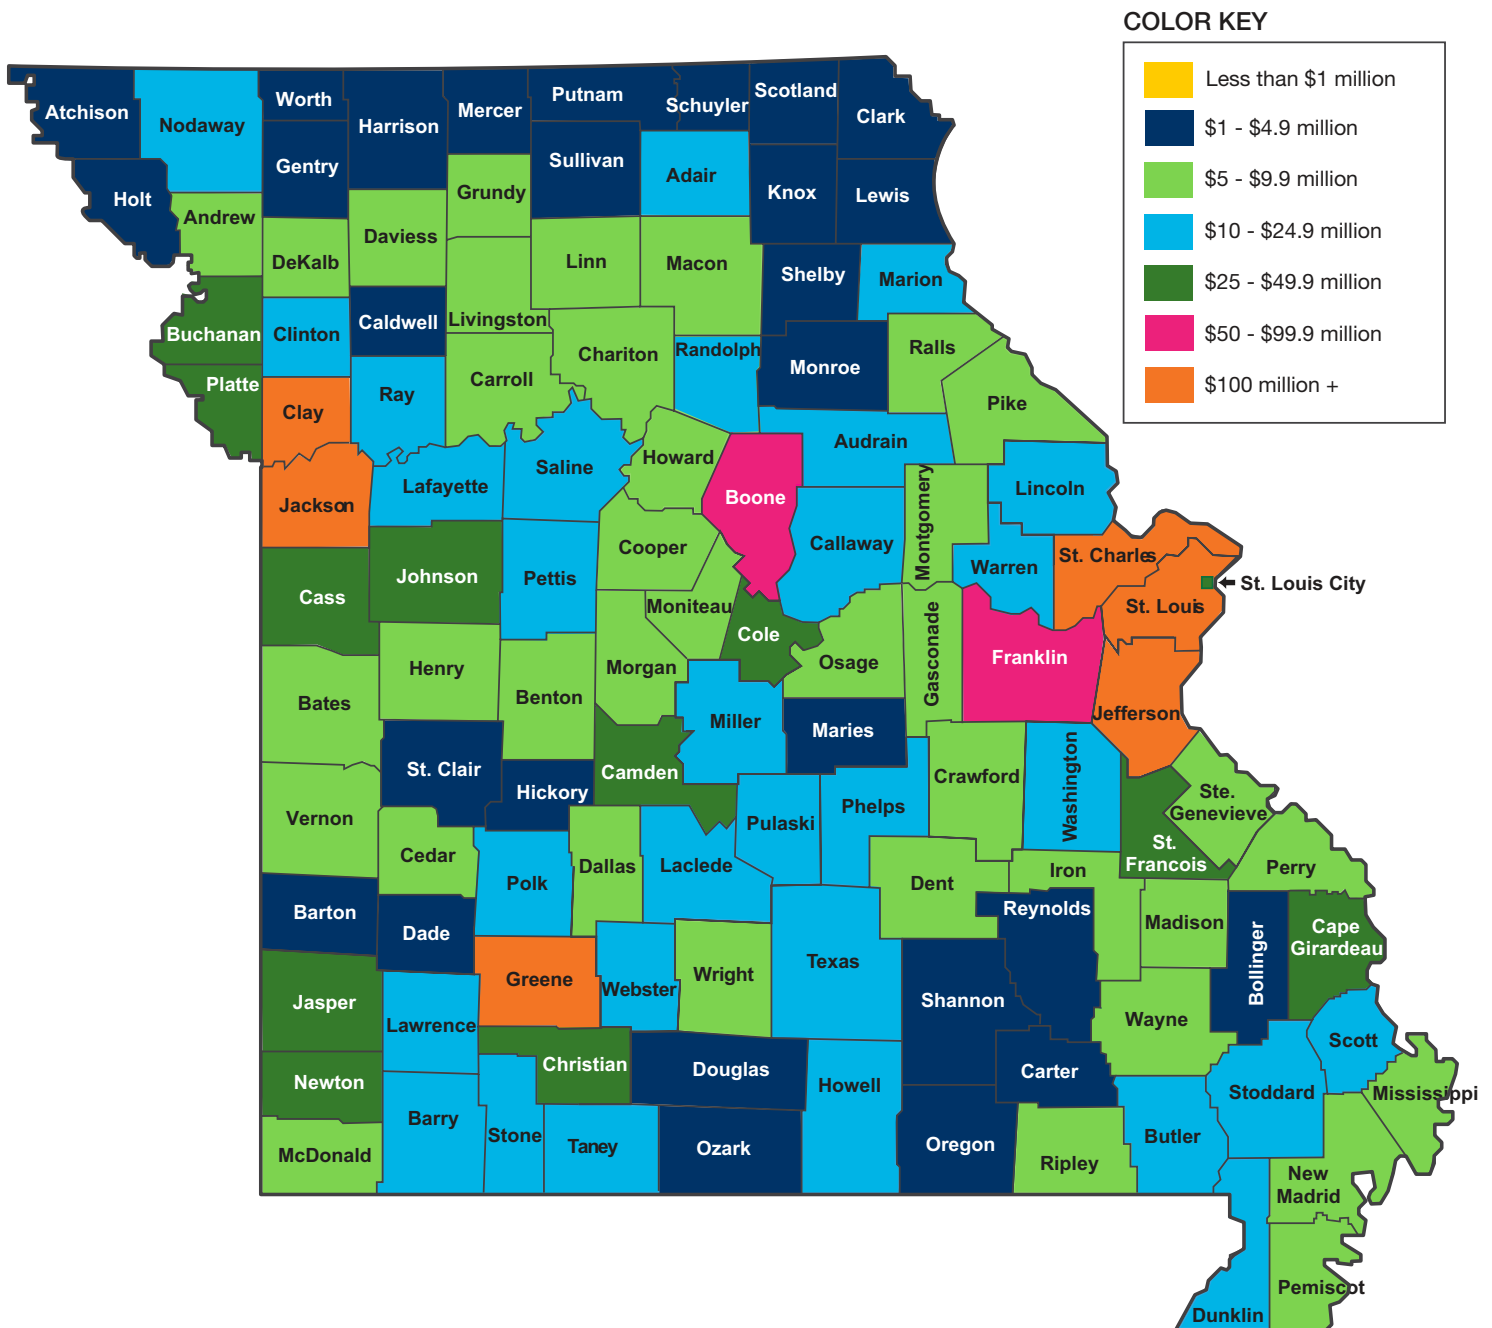 COLOR KEY
Less than $1 million
$1 - $4.9 million
$5 - $9.9 million
$10 - $24.9 million
$25 - $49.9 million
$50 - $99.9 million
$100 million +
Atchison
Nodaway
Worth
Harrison
Mercer
Putnam
Schuyler
Scotland
Clark
Gentry
Sullivan
Adair
Knox
Lewis
Holt
Andrew
Grundy
DeKalb
Daviess
Linn
Macon
Shelby
Marion
Buchanan
Clinton
Caldwell
Livingston
Chariton
Randolph
Monroe
Ralls
Platte
Clay
Ray
Carroll
Pike
Audrain
Jackson
Lafayette
Saline
Howard
Boone
Callaway
Montgomery
Lincoln
Cass
Johnson
Pettis
Cooper
Moniteau
Cole
Warren
St. Charles
St. Louis City
St. Louis
Bates
Henry
Benton
Morgan
Miller
Osage
Gasconade
Franklin
Jefferson
Maries
Vernon
St. Clair
Hickory
Camden
Pulaski
Phelps
Crawford
Washington
Ste.
Genevieve
St.
Francois
Perry
Cedar
Polk
Dallas
Laclede
Dent
Iron
Barton
Dade
Reynolds
Madison
Bollinger
Cape
Girardeau
Greene
Webster
Wright
Texas
Shannon
Jasper
Lawrence
Wayne
Scott
Newton
Christian
Douglas
Howell
Carter
Stoddard
Mississippi
McDonald
Barry
Stone
Taney
Ozark
Oregon
Ripley
Butler
New
Madrid
Pemiscot
Dunklin